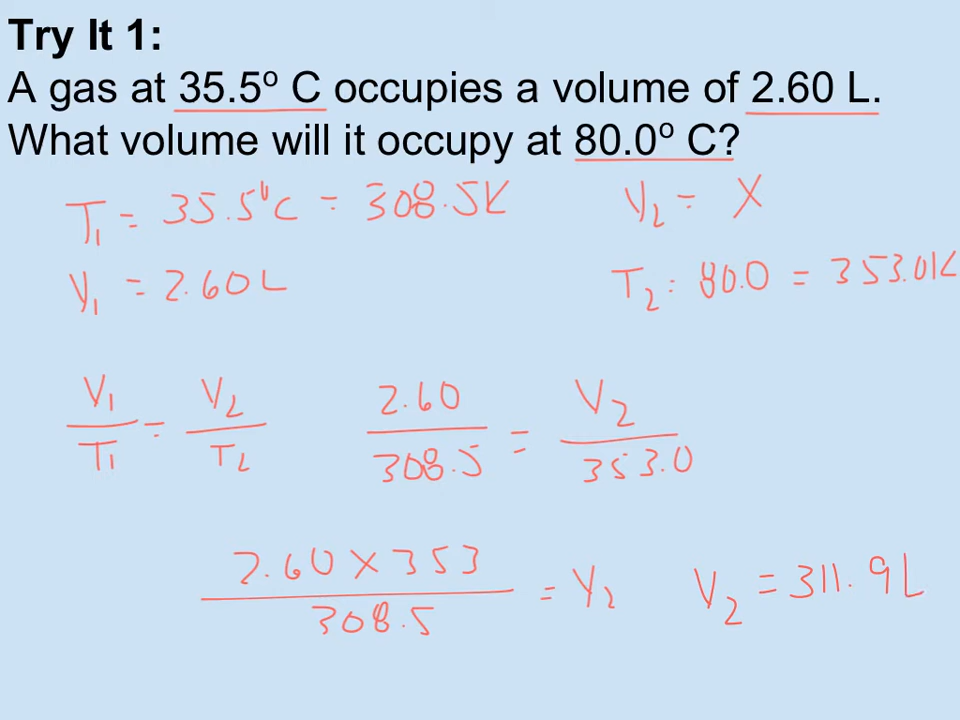 Try It 1:
A gas at 35.5º C occupies a volume of 2.60 L.
What volume will it occupy at 80.0º C?
T₁ = 35.5°C = 308.5K V₂ = X
V₁ = 2.60L T₂ = 80.0 = 353.0K
V₁/T₁ = V₂/T₂ 2.60/308.5 = V₂/353.0
2.60 X 353/308.5 = V₂ V₂ = 311.9L